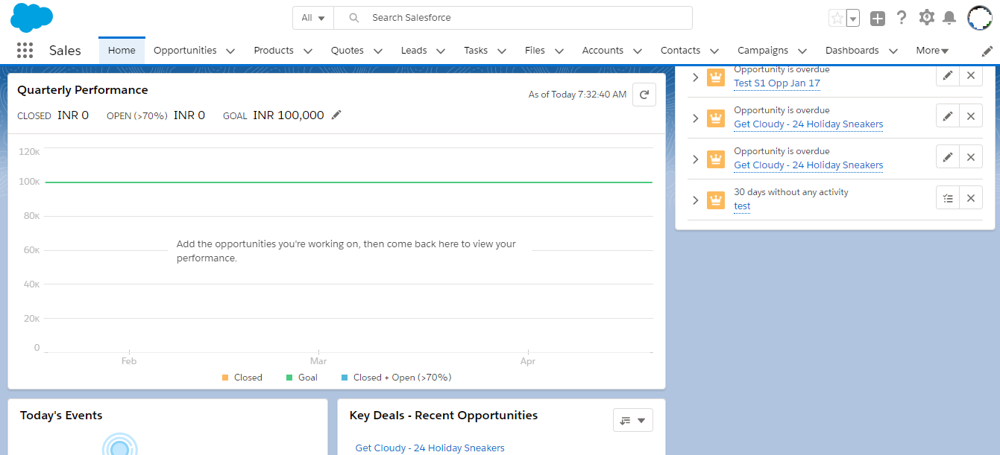 All
Search Salesforce
Sales
Home
Opportunities
Products
Quotes
Leads
Tasks
Files
Accounts
Contacts
Campaigns
Dashboards
More
Quarterly Performance
As of Today 7:32:40 AM
CLOSED INR 0 OPEN (>70%) INR 0 GOAL INR 100,000
120K
100K
80K
60K
40K
20K
0
Add the opportunities you're working on, then come back here to view your
performance.
Feb
Mar
Apr
Closed
Goal
Closed + Open (>70%)
Opportunity is overdue
Test S1 Opp Jan 17
Opportunity is overdue
Get Cloudy - 24 Holiday Sneakers
Opportunity is overdue
Get Cloudy - 24 Holiday Sneakers
30 days without any activity
test
Today's Events
Key Deals - Recent Opportunities
Get Cloudy - 24 Holiday Sneakers